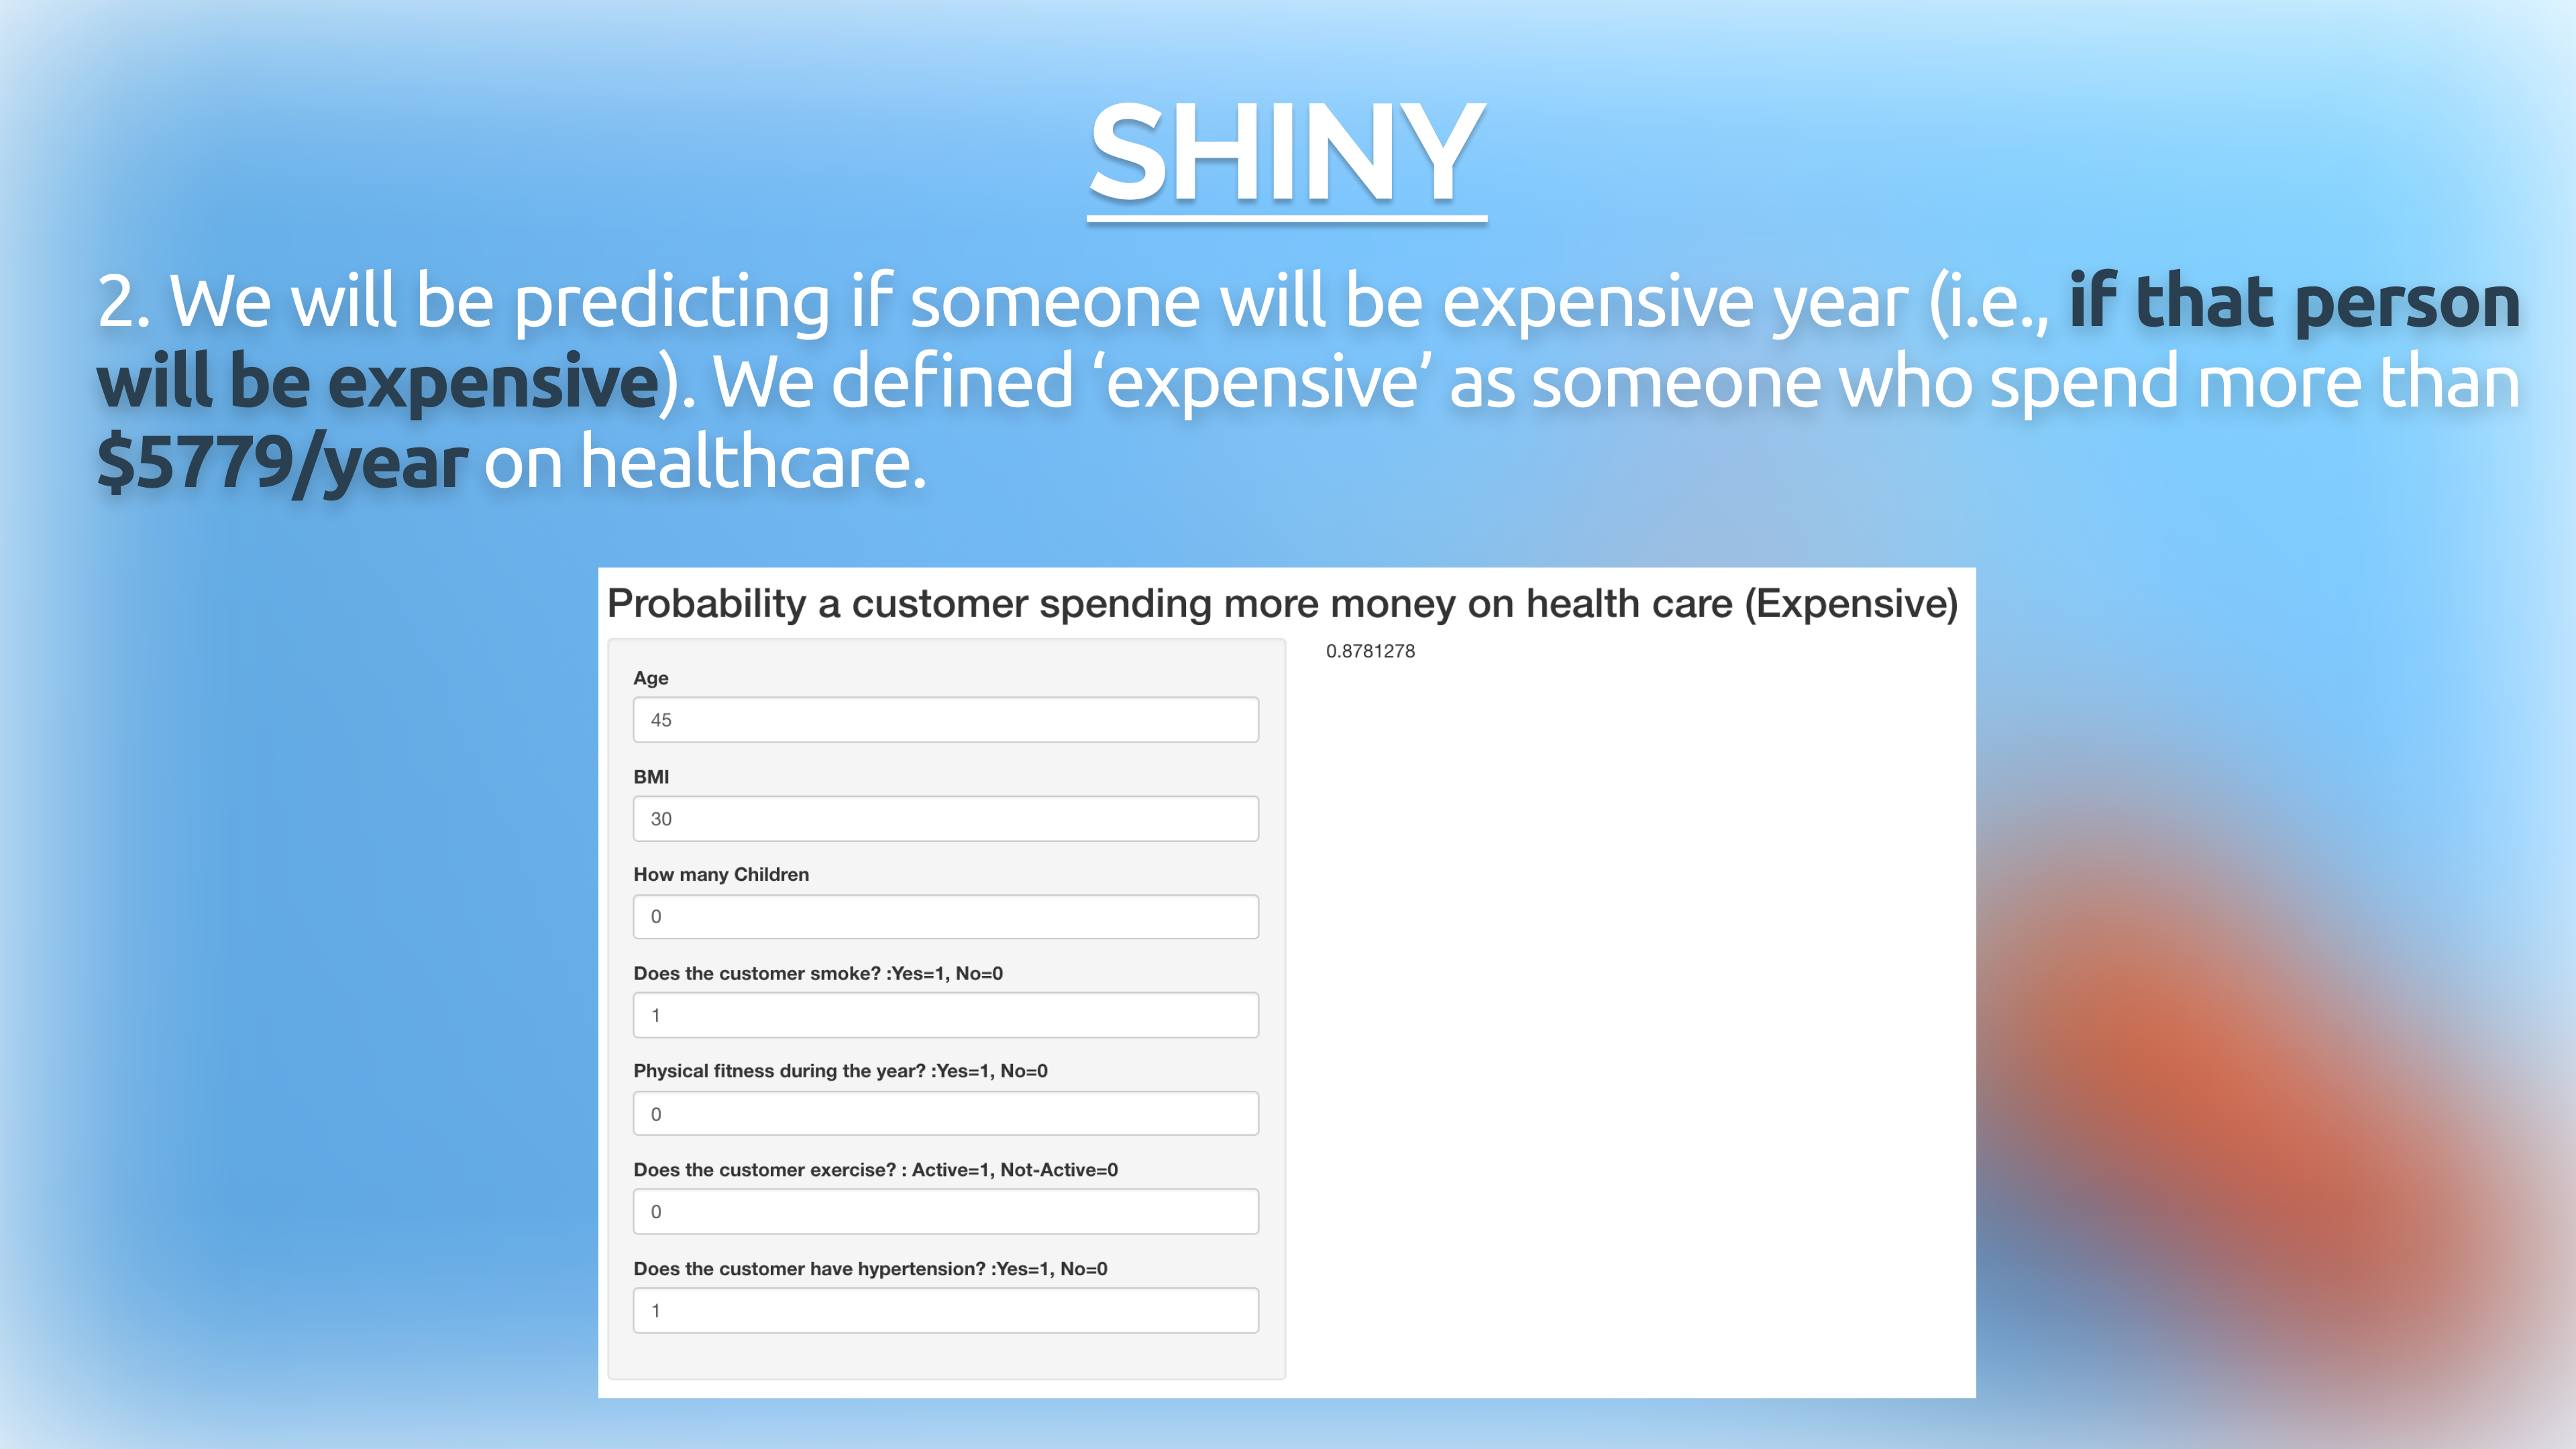 SHINY
2. We will be predicting if someone will be expensive year (i.e., if that person
will be expensive). We defined ‘expensive’ as someone who spend more than
$5779/year on healthcare.
Probability a customer spending more money on health care (Expensive)
0.8781278
Age
45
BMI
30
How many Children
0
Does the customer smoke? :Yes=1, No=0
1
Physical fitness during the year? :Yes=1, No=0
0
Does the customer exercise? : Active=1, Not-Active=0
0
Does the customer have hypertension? :Yes=1, No=0
1